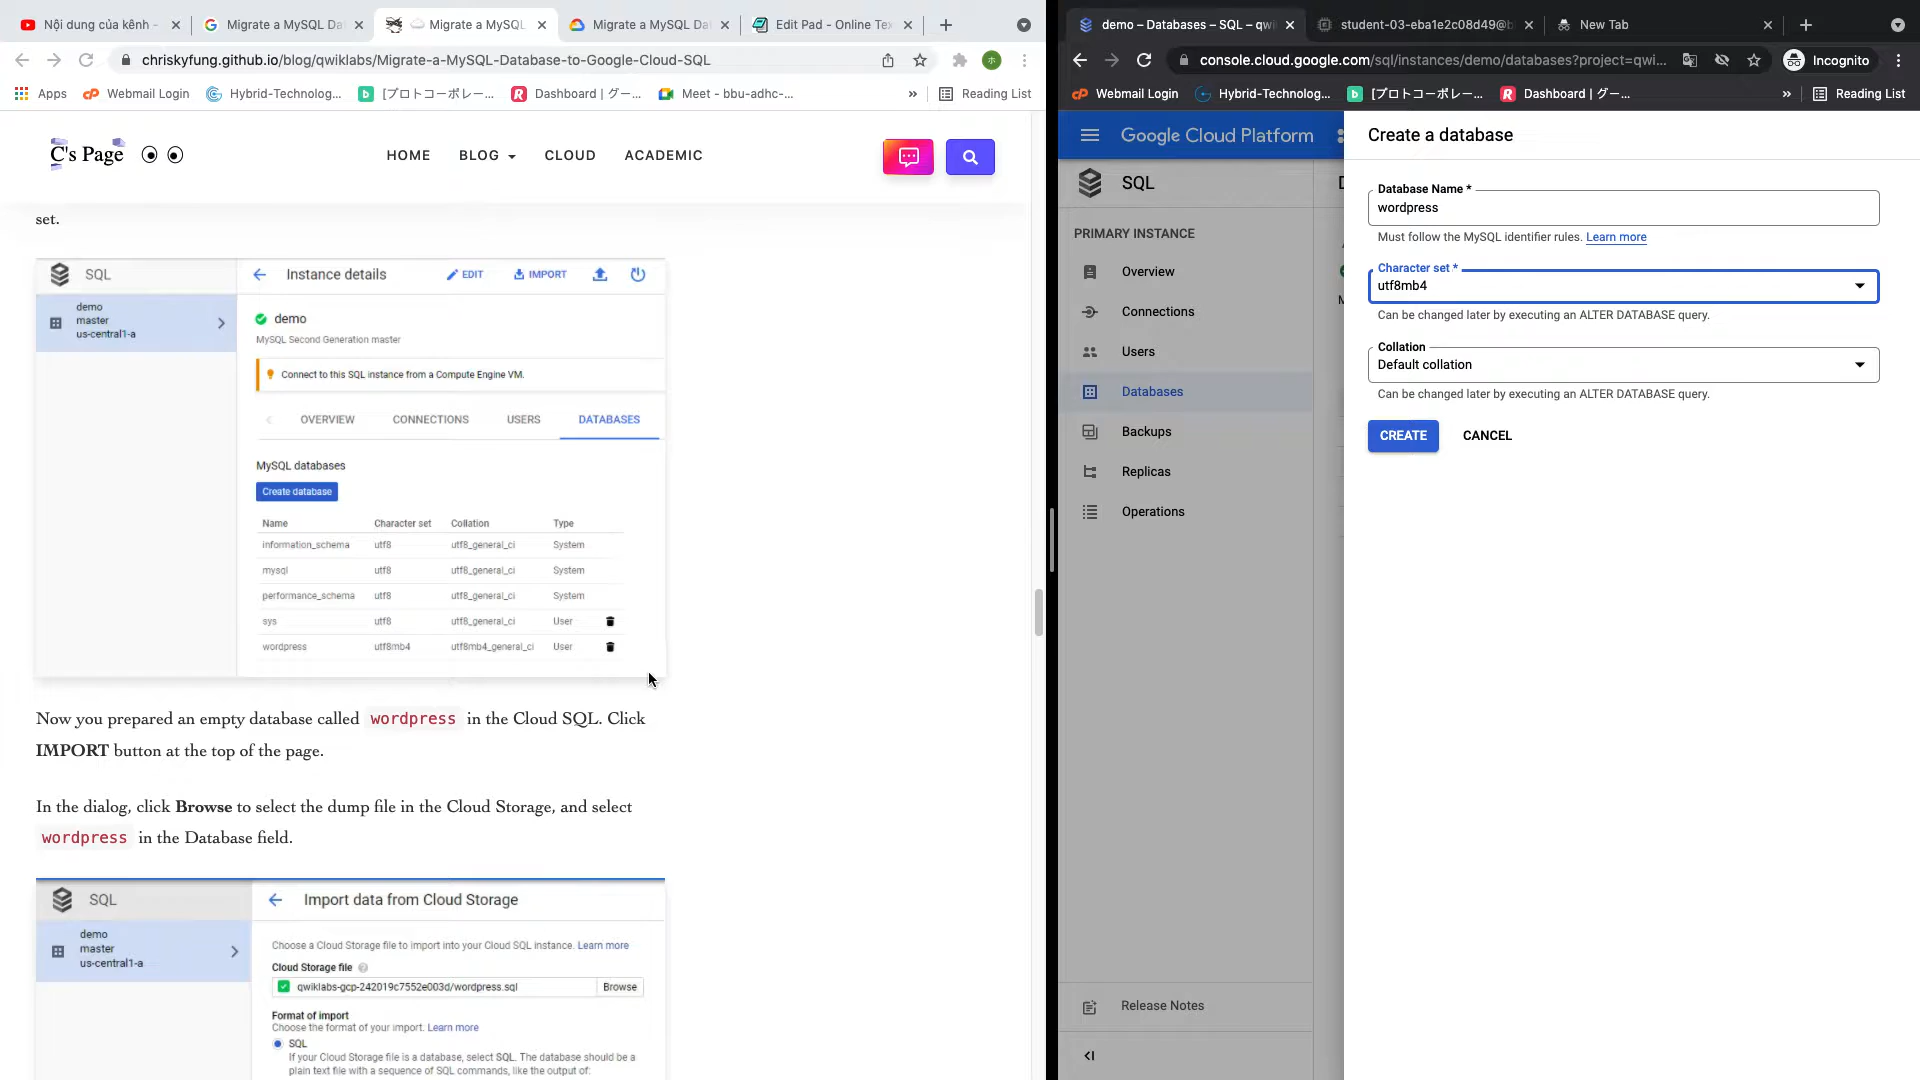 Nội dung của kênh -
Migrate a MySQL Da
Migrate a MySQL
Migrate a MySQL Da
Edit Pad - Online Te
chriskyfung.github.io/blog/qwiklabs/Migrate-a-MySQL-Database-to-Google-Cloud-SQL
Apps
Webmail Login
Hybrid-Technolog...
[プロトコーポレー...
Dashboard | グー...
Meet - bbu-adhc-...
»
Reading List
C's Page
HOME
BLOG
CLOUD
ACADEMIC
set.
SQL
Instance details
EDIT
IMPORT
demo
master
us-central1-a
demo
MySQL Second Generation master
Connect to this SQL instance from a Compute Engine VM.
OVERVIEW
CONNECTIONS
USERS
DATABASES
MySQL databases
Create database
Name Character set Collation Type
information_schema utf8 utf8_general_ci System
mysql utf8 utf8_general_ci System
performance_schema utf8 utf8_general_ci System
sys utf8 utf8_general_ci User
wordpress utf8mb4 utf8mb4_general_ci User
Now you prepared an empty database called wordpress in the Cloud SQL. Click
IMPORT button at the top of the page.
In the dialog, click Browse to select the dump file in the Cloud Storage, and select
wordpress in the Database field.
SQL
Import data from Cloud Storage
demo
master
us-central1-a
Choose a Cloud Storage file to import into your Cloud SQL instance. Learn more
Cloud Storage file
qwiklabs-gcp-242019c7552e003d/wordpress.sql
Browse
Format of import
Choose the format of your import. Learn more
SQL
If your Cloud Storage file is a database, select SQL. The database should be a
plain text file with a sequence of SQL commands, like the output of:
demo – Databases – SQL – qwi
student-03-eba1e2c08d49@b
New Tab
console.cloud.google.com/sql/instances/demo/databases?project=qwi...
Incognito
Webmail Login
Hybrid-Technolog...
[プロトコーポレー...
Dashboard | グー...
»
Reading List
Google Cloud Platform
SQL
PRIMARY INSTANCE
Overview
Connections
Users
Databases
Backups
Replicas
Operations
Release Notes
Create a database
Database Name *
wordpress
Must follow the MySQL identifier rules. Learn more
Character set *
utf8mb4
Can be changed later by executing an ALTER DATABASE query.
Collation
Default collation
Can be changed later by executing an ALTER DATABASE query.
CREATE
CANCEL